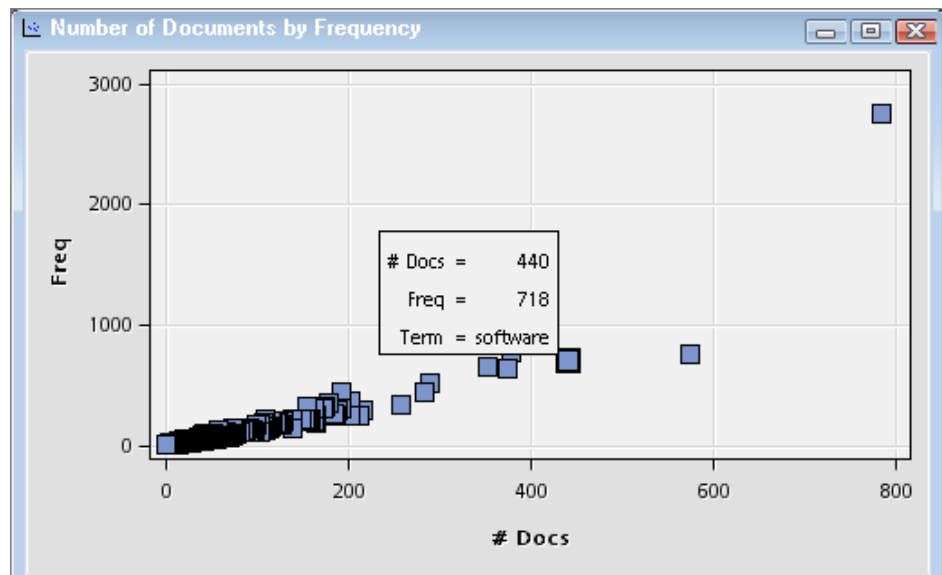 Number of Documents by Frequency
3000
2000
1000
0
Freq
# Docs = 440
Freq = 718
Term = software
0 200 400 600 800
# Docs